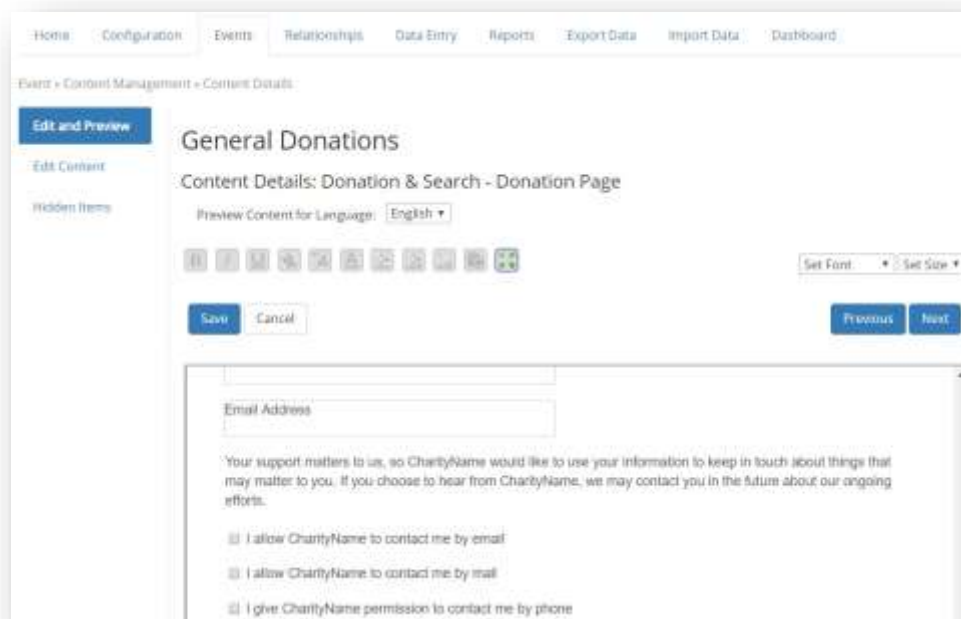 Home Configuration Events Relationships Data Entry Reports Export Data Import Data Dashboard
Event » Content Management » Content Details
Edit and Preview
Edit Content
Hidden Items
General Donations
Content Details: Donation & Search - Donation Page
Preview Content for Language: English
B I U
Set Font Set Size
Save Cancel Previous Next
Email Address
Your support matters to us, so CharityName would like to use your information to keep in touch about things that
may matter to you. If you choose to hear from CharityName, we may contact you in the future about our ongoing
efforts.
I allow CharityName to contact me by email
I allow CharityName to contact me by mail
I give CharityName permission to contact me by phone